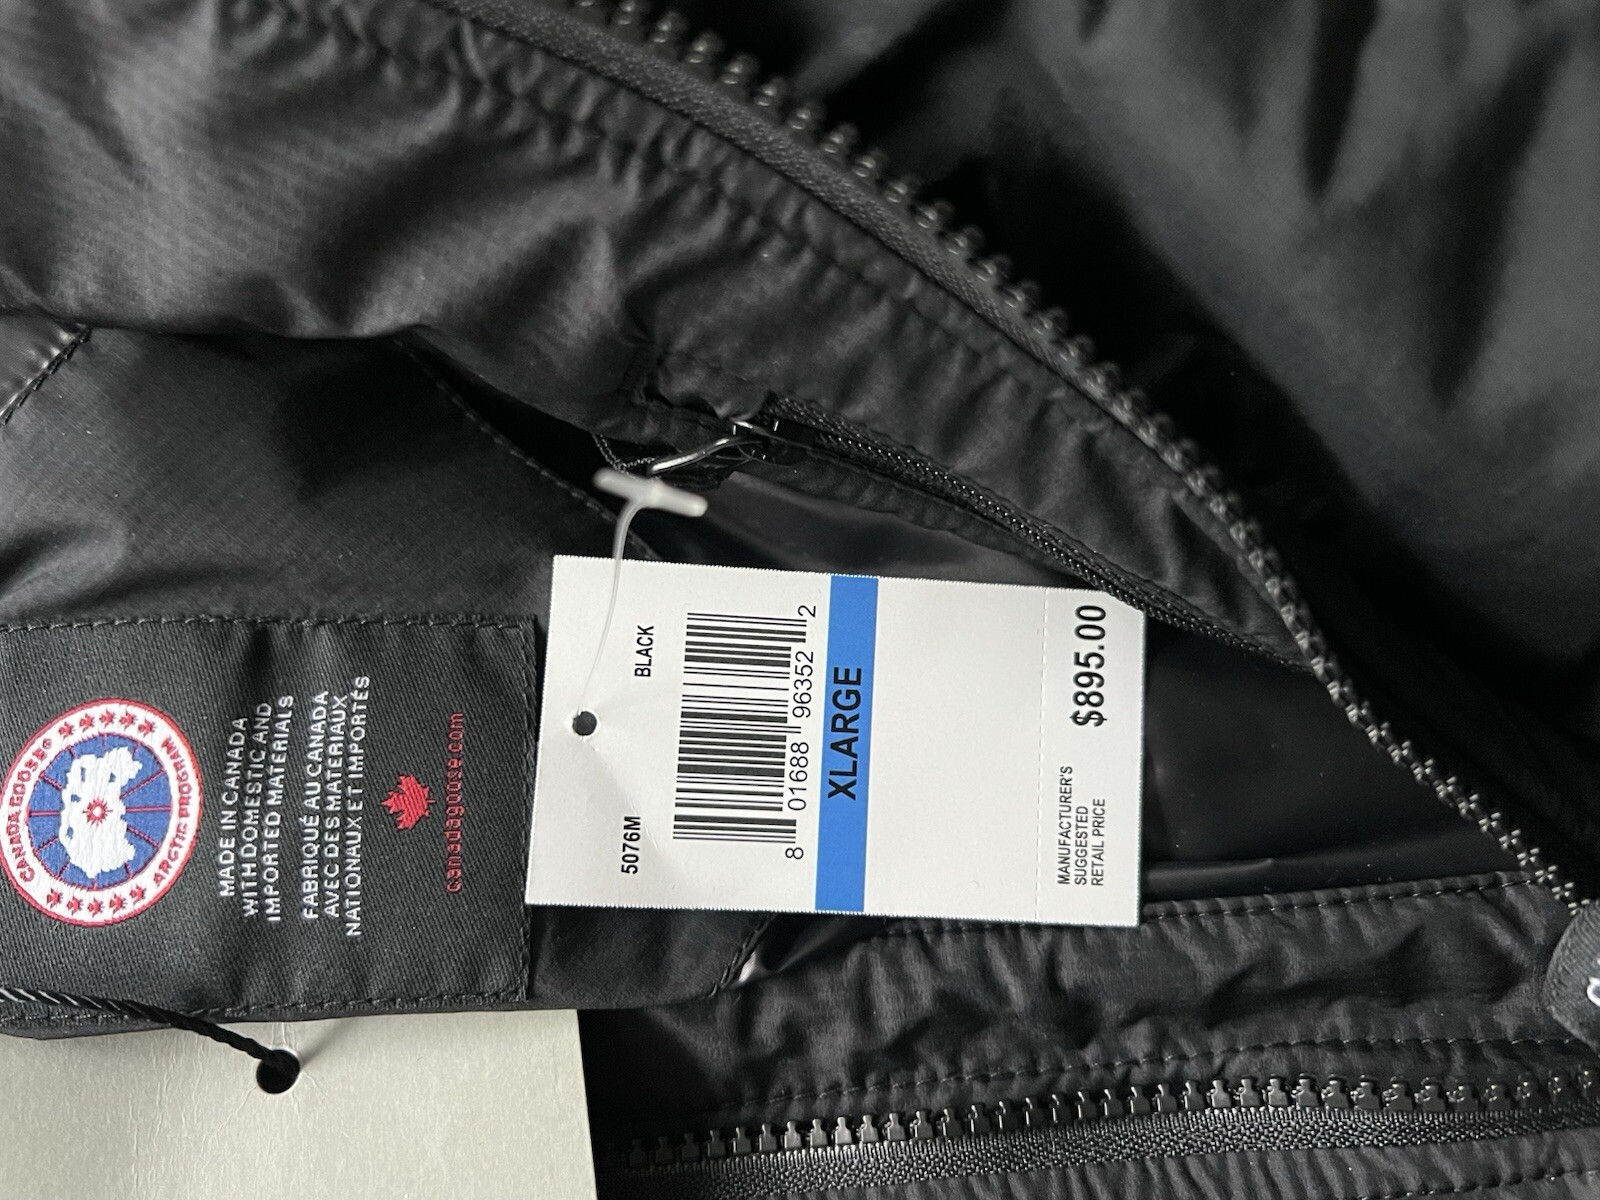 CANADA GOOSE®
ARCTIC PROGRAM
MADE IN CANADA
WITH DOMESTIC AND
IMPORTED MATERIALS
FABRIQUÉ AU CANADA
AVEC DES MATERIAUX
NATIONAUX ET IMPORTÉS
canadagoose.com
5076M BLACK
8 01688 96352 2
XLARGE
MANUFACTURER'S
SUGGESTED
RETAIL PRICE
$895.00